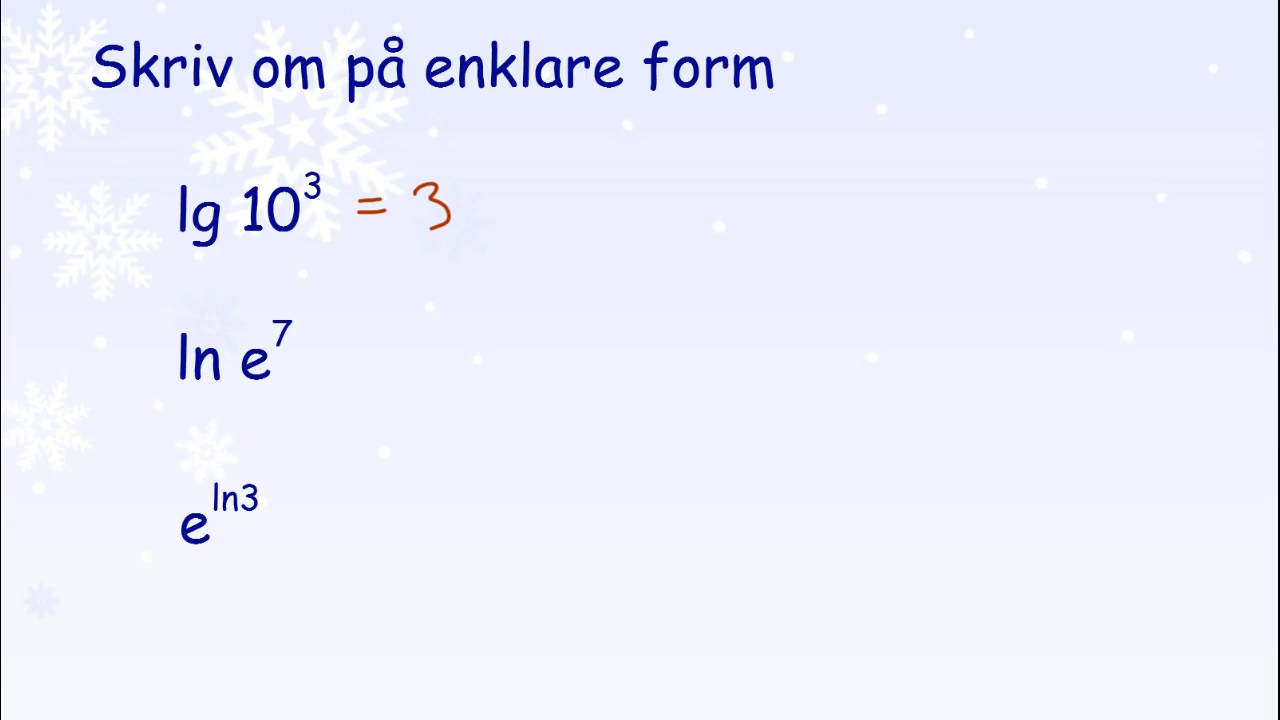 Skriv om på enklare form
lg 10³ = 3
ln e⁷
e^ln3